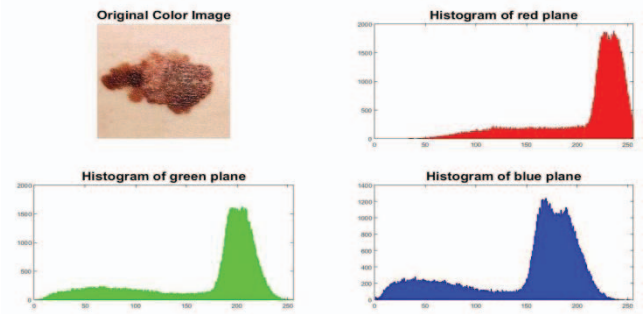 Original Color Image
Histogram of red plane
2000
1500
1000
500
0
0 50 100 150 200 250
Histogram of green plane
2000
1500
1000
500
0
0 50 100 150 200 250
Histogram of blue plane
1400
1200
1000
800
600
400
200
0
0 50 100 150 200 250